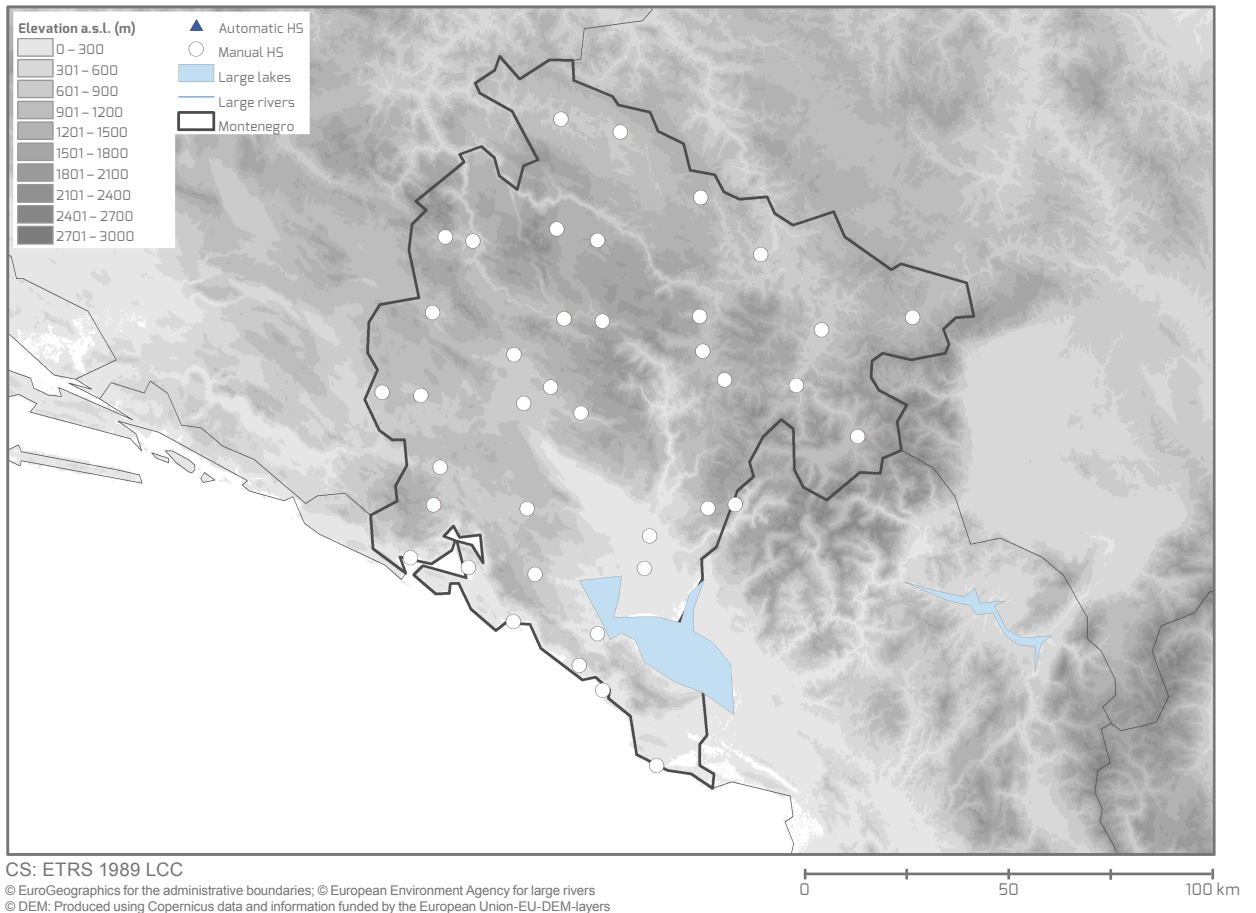 Elevation a.s.l. (m)
0 – 300
301 – 600
601 – 900
901 – 1200
1201 – 1500
1501 – 1800
1801 – 2100
2101 – 2400
2401 – 2700
2701 – 3000
Automatic HS
Manual HS
Large lakes
Large rivers
Montenegro
CS: ETRS 1989 LCC
© EuroGeographics for the administrative boundaries; © European Environment Agency for large rivers
© DEM: Produced using Copernicus data and information funded by the European Union-EU-DEM-layers
0 50 100 km